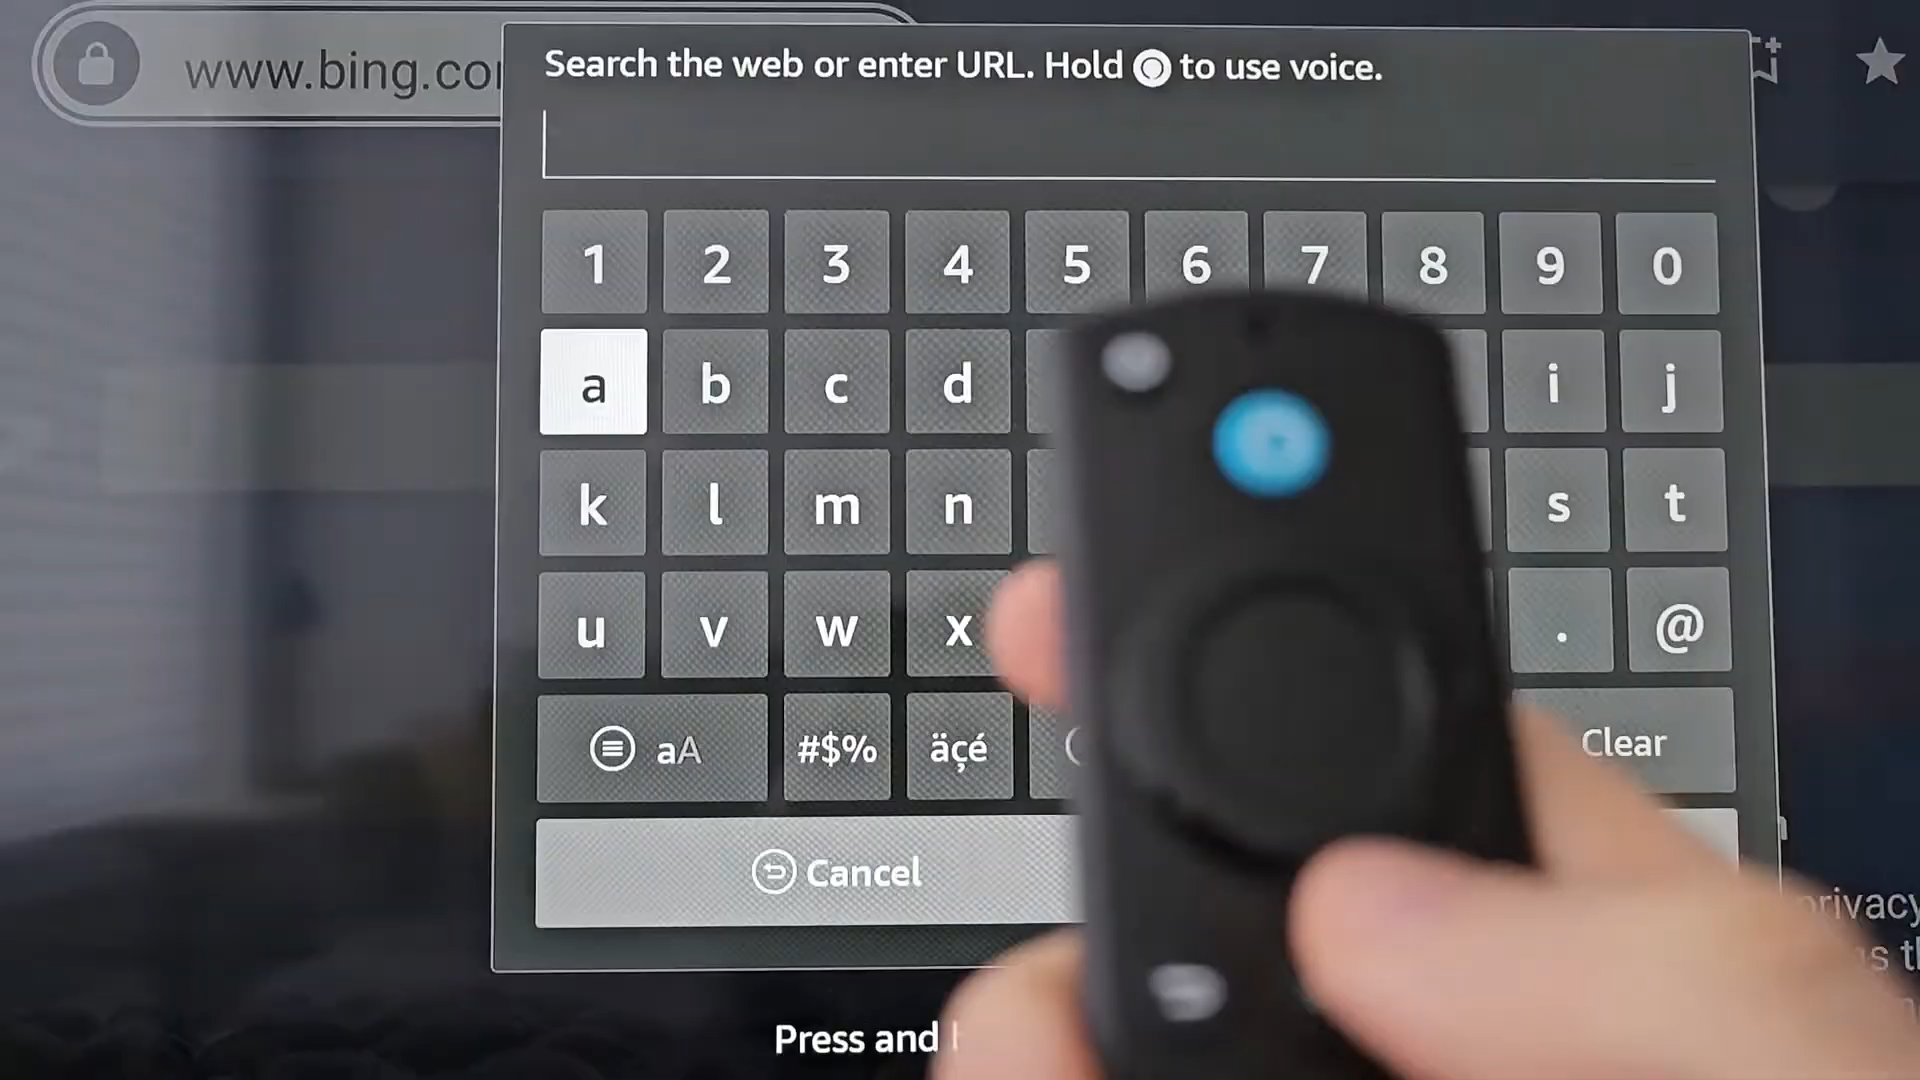 www.bing.co
Search the web or enter URL. Hold to use voice.
1 2 3 4 5 6 7 8 9 0
a b c d i j
k l m n s t
u v w x . @
aA #$% äçé Clear
Cancel
privacy
Press and